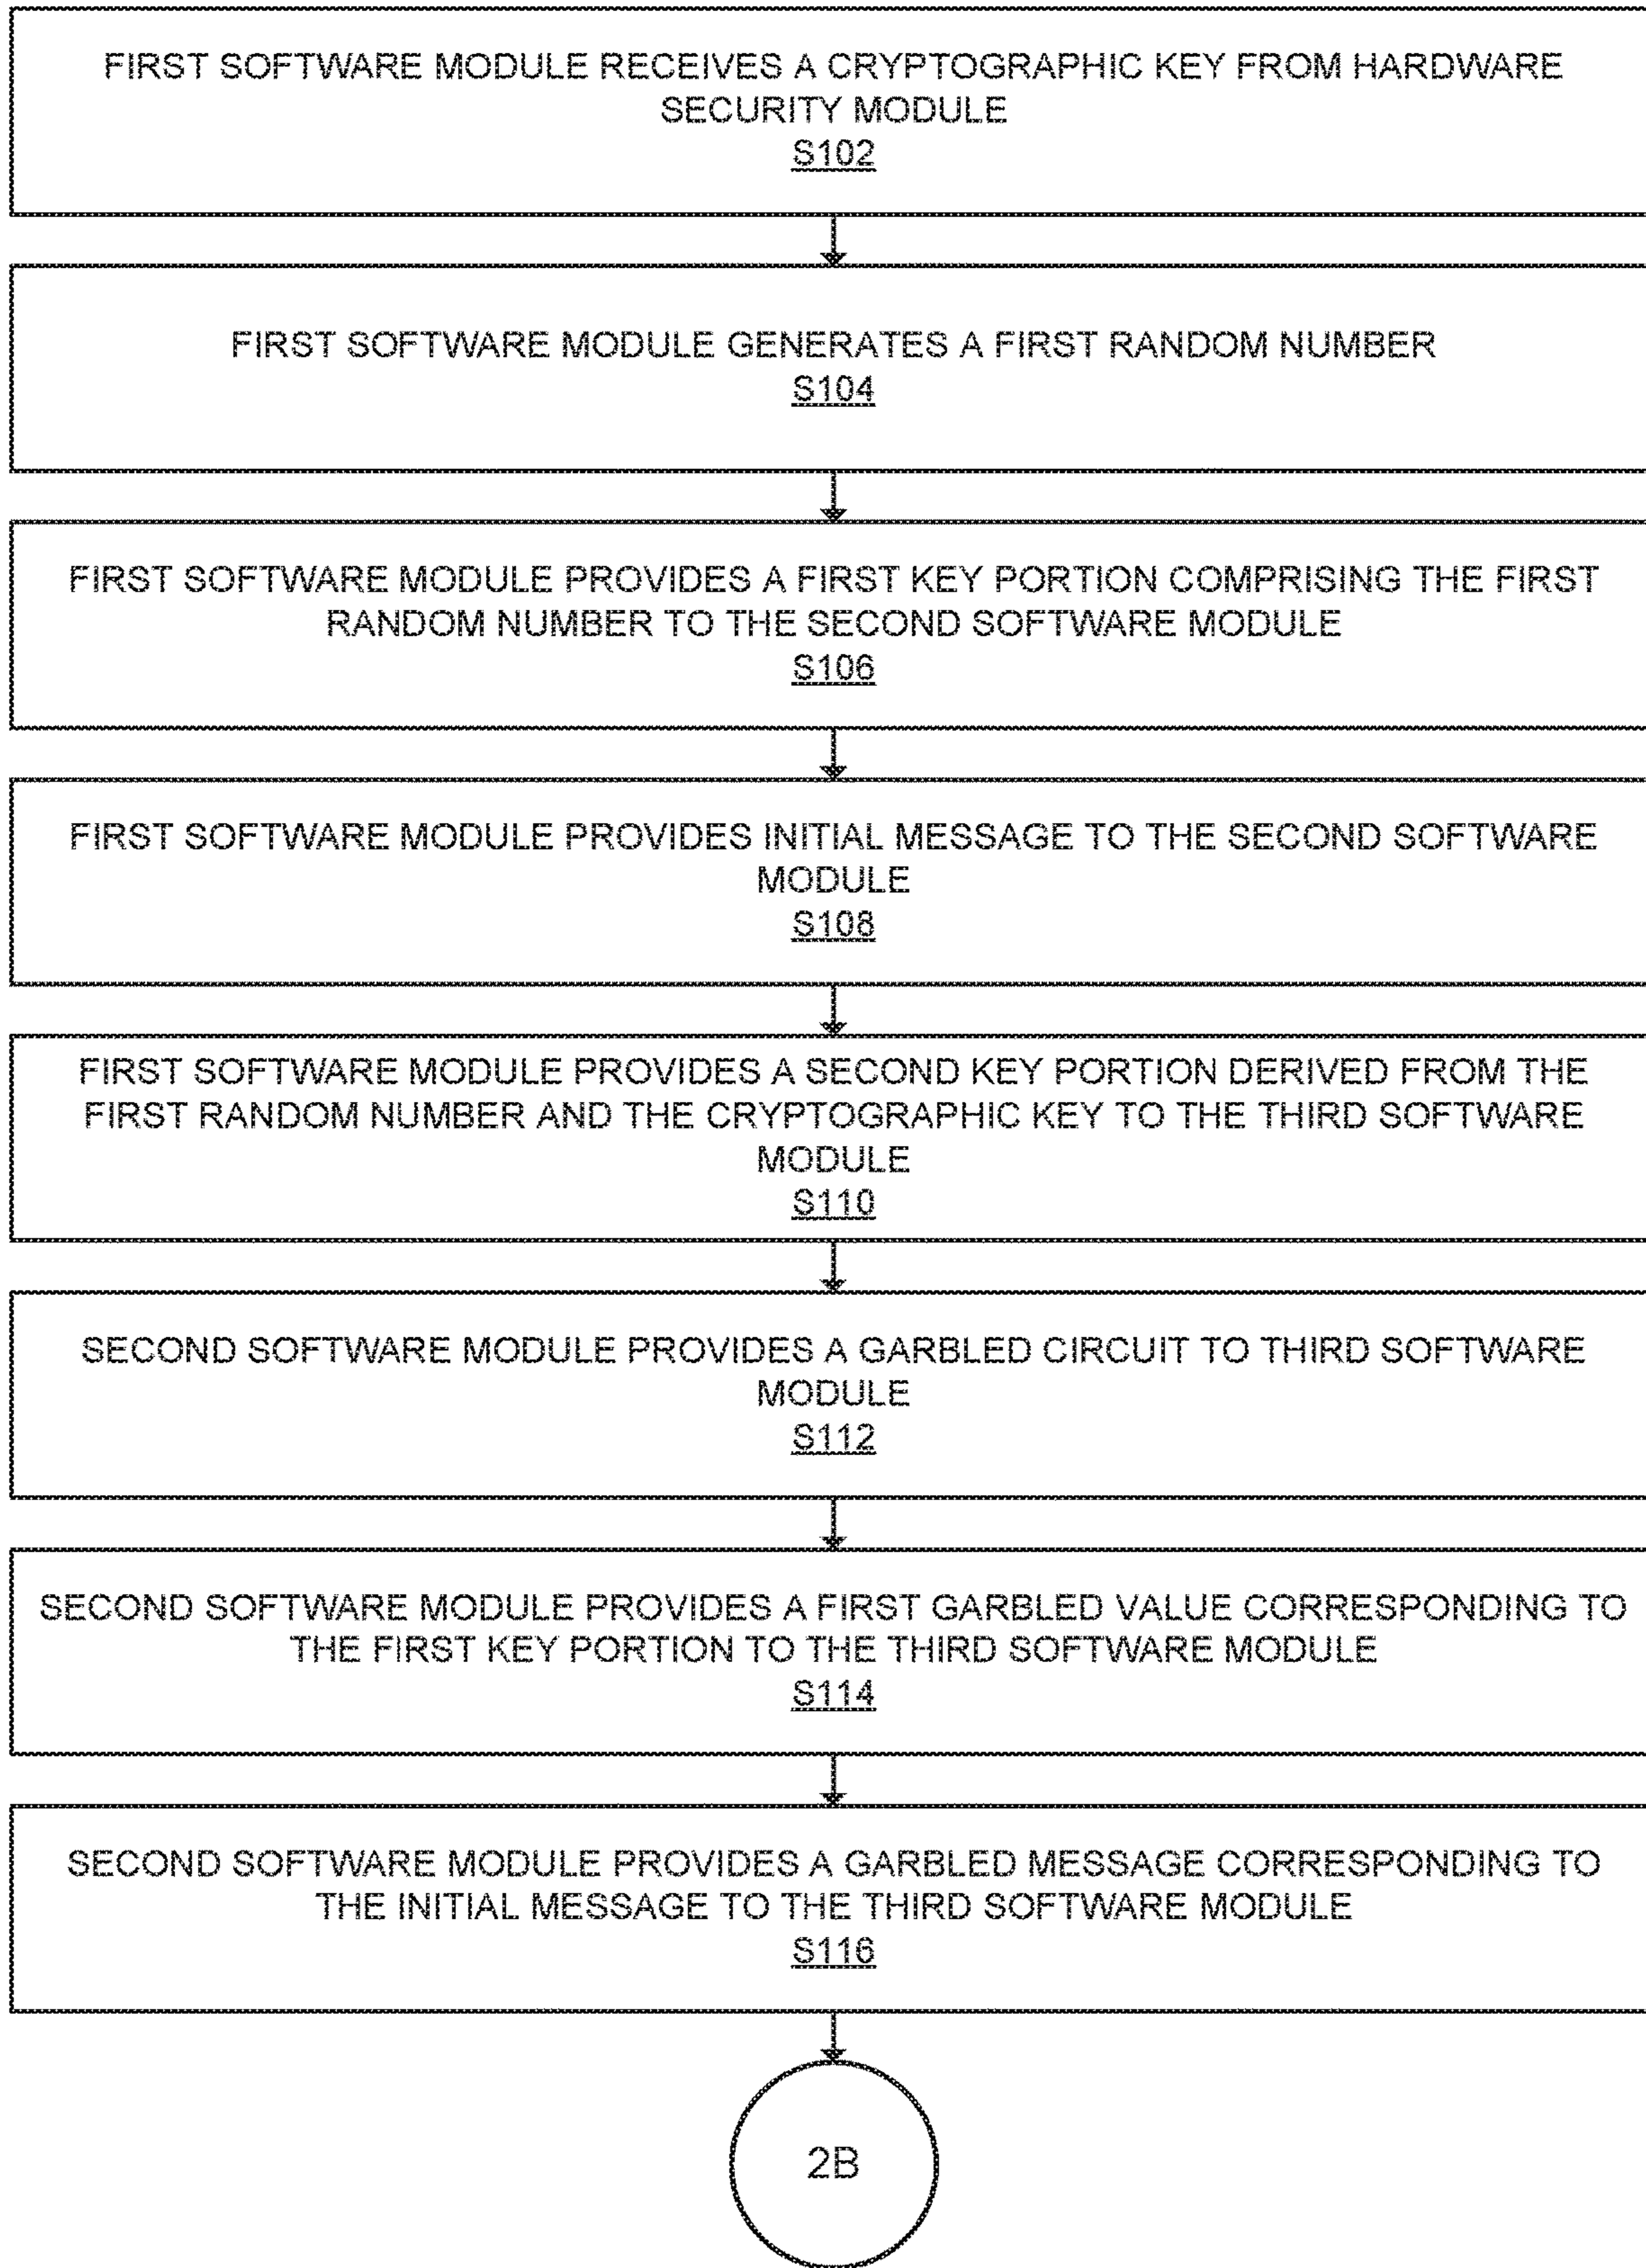 FIRST SOFTWARE MODULE RECEIVES A CRYPTOGRAPHIC KEY FROM HARDWARE
SECURITY MODULE
S102
FIRST SOFTWARE MODULE GENERATES A FIRST RANDOM NUMBER
S104
FIRST SOFTWARE MODULE PROVIDES A FIRST KEY PORTION COMPRISING THE FIRST
RANDOM NUMBER TO THE SECOND SOFTWARE MODULE
S106
FIRST SOFTWARE MODULE PROVIDES INITIAL MESSAGE TO THE SECOND SOFTWARE
MODULE
S108
FIRST SOFTWARE MODULE PROVIDES A SECOND KEY PORTION DERIVED FROM THE
FIRST RANDOM NUMBER AND THE CRYPTOGRAPHIC KEY TO THE THIRD SOFTWARE
MODULE
S110
SECOND SOFTWARE MODULE PROVIDES A GARBLED CIRCUIT TO THIRD SOFTWARE
MODULE
S112
SECOND SOFTWARE MODULE PROVIDES A FIRST GARBLED VALUE CORRESPONDING TO
THE FIRST KEY PORTION TO THE THIRD SOFTWARE MODULE
S114
SECOND SOFTWARE MODULE PROVIDES A GARBLED MESSAGE CORRESPONDING TO
THE INITIAL MESSAGE TO THE THIRD SOFTWARE MODULE
S116
2B